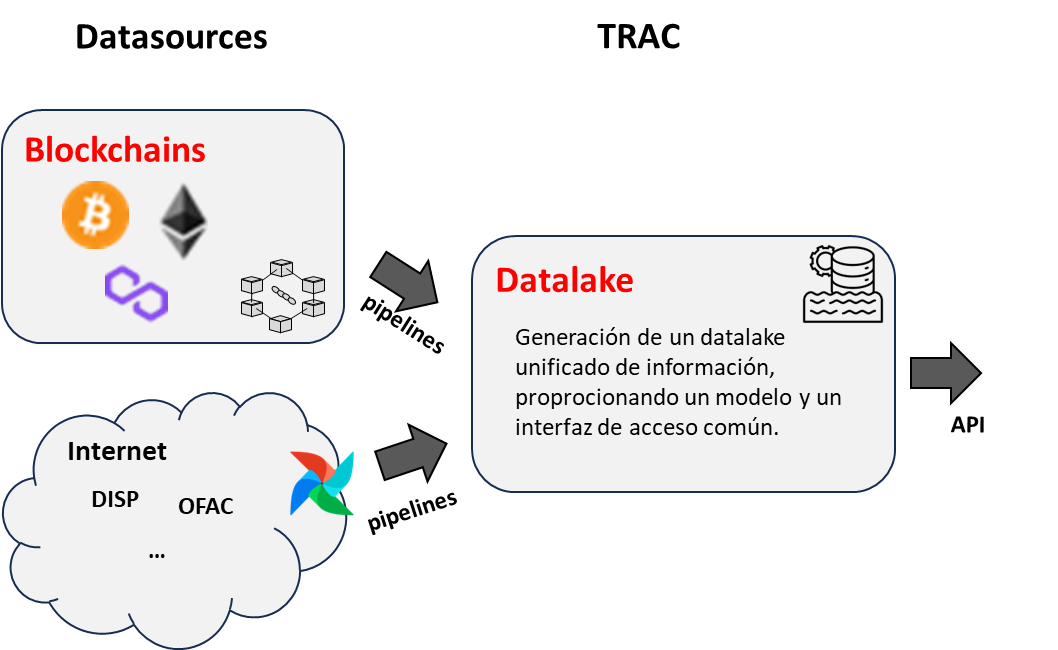 Datasources
TRAC
Blockchains
pipelines
Datalake
Generación de un datalake
unificado de información,
proprocionando un modelo y un
interfaz de acceso común.
API
Internet
DISP
OFAC
...
pipelines